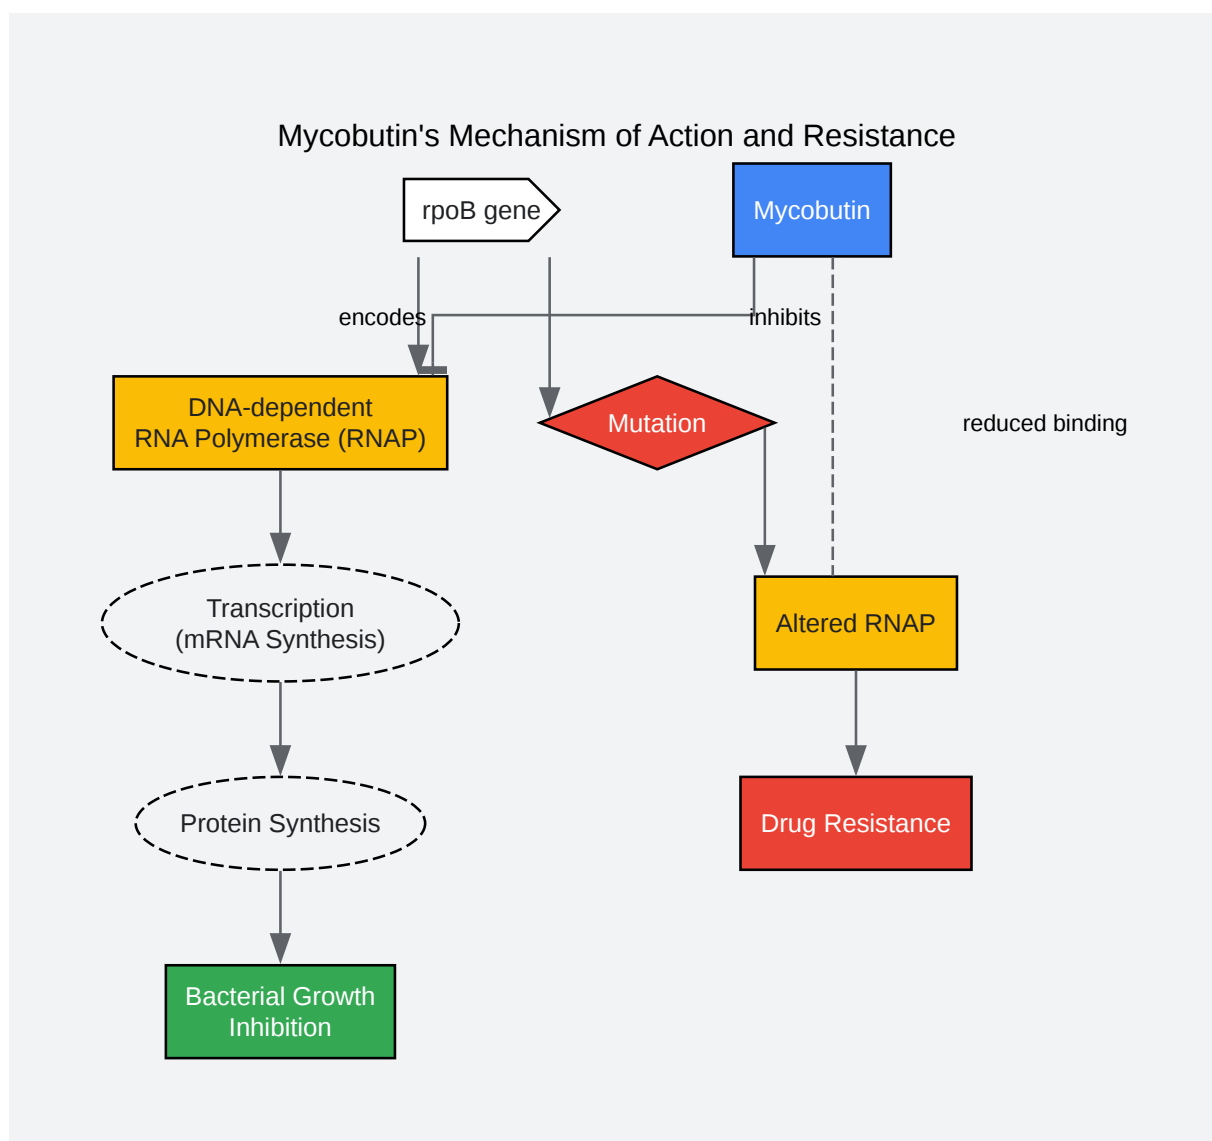 Mycobutin's Mechanism of Action and Resistance
rpoB gene
Mycobutin
encodes
inhibits
DNA-dependent
RNA Polymerase (RNAP)
Mutation
reduced binding
Transcription
(mRNA Synthesis)
Altered RNAP
Protein Synthesis
Drug Resistance
Bacterial Growth
Inhibition